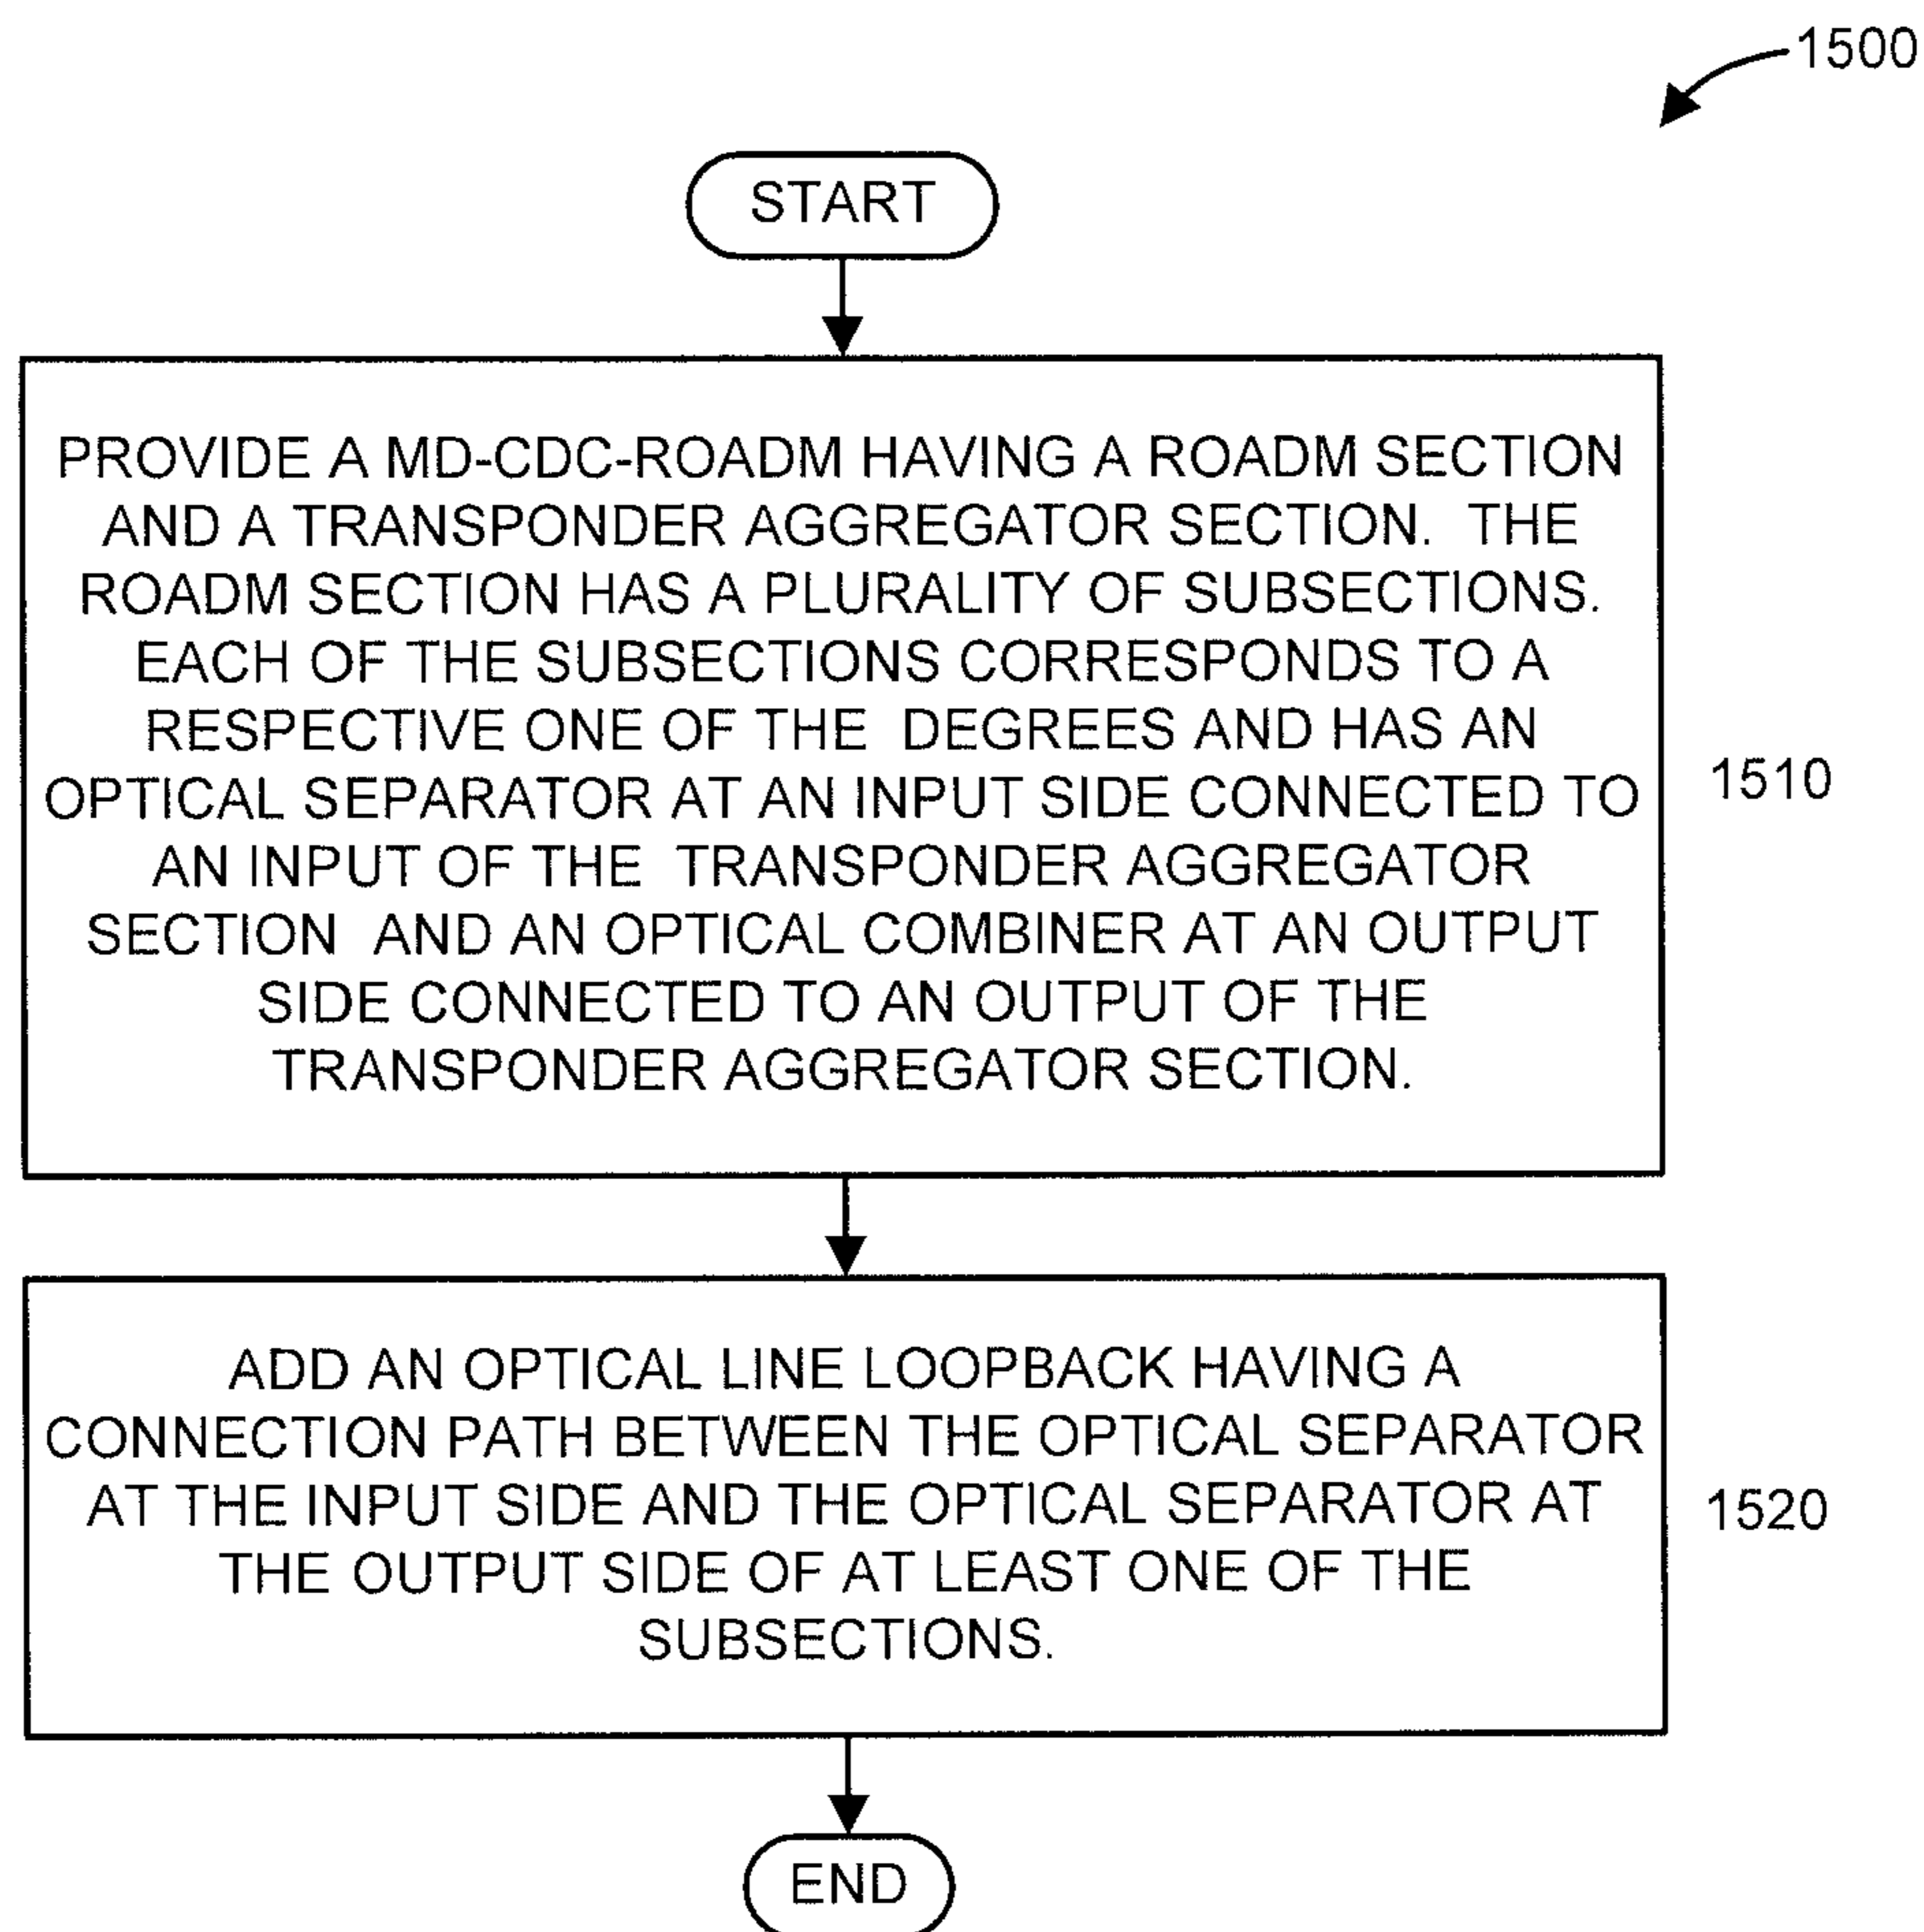 1500
START
PROVIDE A MD-CDC-ROADM HAVING A ROADM SECTION
AND A TRANSPONDER AGGREGATOR SECTION. THE
ROADM SECTION HAS A PLURALITY OF SUBSECTIONS.
EACH OF THE SUBSECTIONS CORRESPONDS TO A
RESPECTIVE ONE OF THE DEGREES AND HAS AN
OPTICAL SEPARATOR AT AN INPUT SIDE CONNECTED TO
AN INPUT OF THE TRANSPONDER AGGREGATOR
SECTION AND AN OPTICAL COMBINER AT AN OUTPUT
SIDE CONNECTED TO AN OUTPUT OF THE
TRANSPONDER AGGREGATOR SECTION.
1510
ADD AN OPTICAL LINE LOOPBACK HAVING A
CONNECTION PATH BETWEEN THE OPTICAL SEPARATOR
AT THE INPUT SIDE AND THE OPTICAL SEPARATOR AT
THE OUTPUT SIDE OF AT LEAST ONE OF THE
SUBSECTIONS.
1520
END